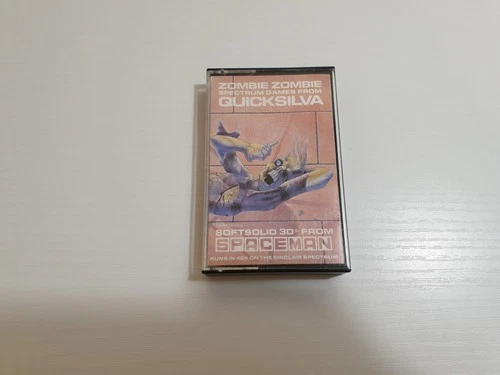 ZOMBIE ZOMBIE
SPECTRUM GAMES FROM
QUICKSILVA
SOFTSOLID 3D® FROM
SPACEMAN
RUNS IN 48K ON THE SINCLAIR SPECTRUM